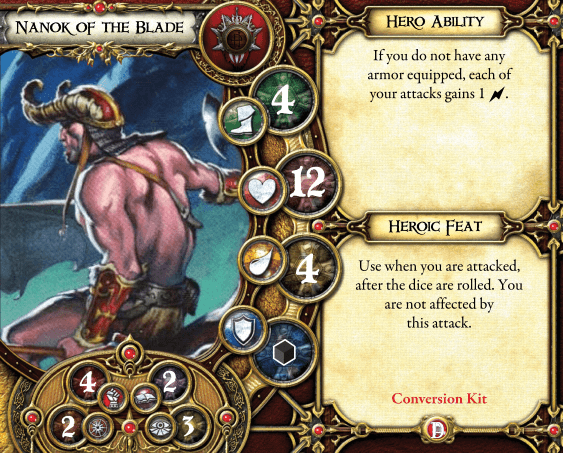 Nanok of the Blade
4
12
4
4
2
2
3
Hero Ability
If you do not have any
armor equipped, each of
your attacks gains 1 .
Heroic Feat
Use when you are attacked,
after the dice are rolled. You
are not affected by
this attack.
Conversion Kit
D